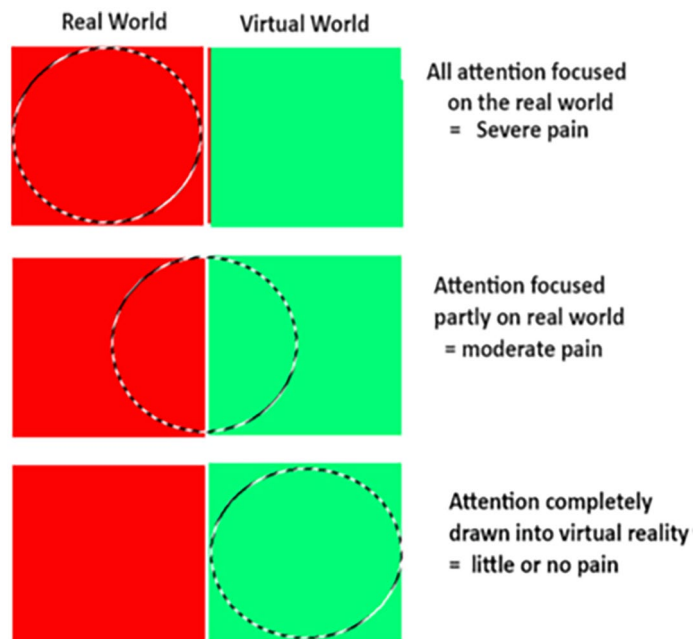 Real World
Virtual World
All attention focused
on the real world
= Severe pain
Attention focused
partly on real world
= moderate pain
Attention completely
drawn into virtual reality
= little or no pain